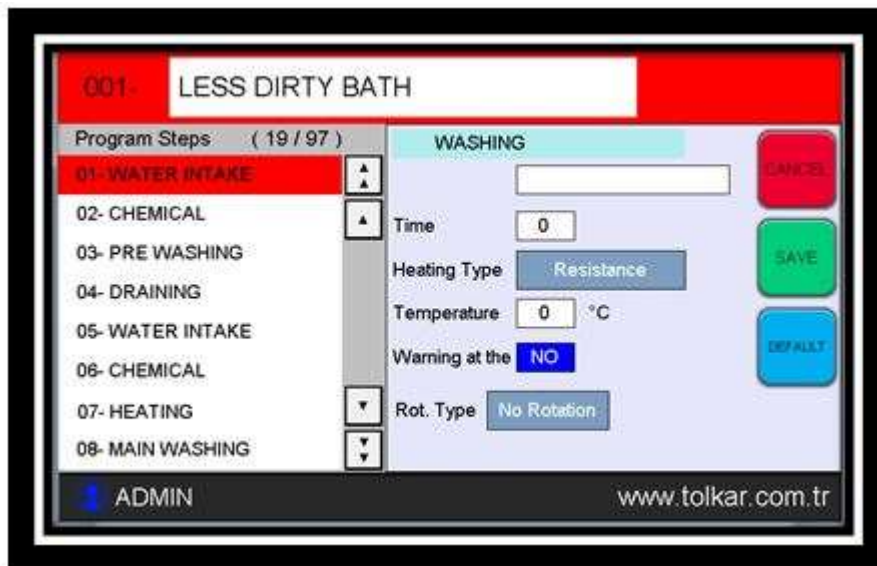 001- LESS DIRTY BATH
Program Steps ( 19 / 97 )
01- WATER INTAKE
02- CHEMICAL
03- PRE WASHING
04- DRAINING
05- WATER INTAKE
06- CHEMICAL
07- HEATING
08- MAIN WASHING
WASHING
Time 0
Heating Type Resistance
Temperature 0 °C
Warning at the NO
Rot. Type No Rotation
CANCEL
SAVE
DEFAULT
ADMIN
www.tolkar.com.tr